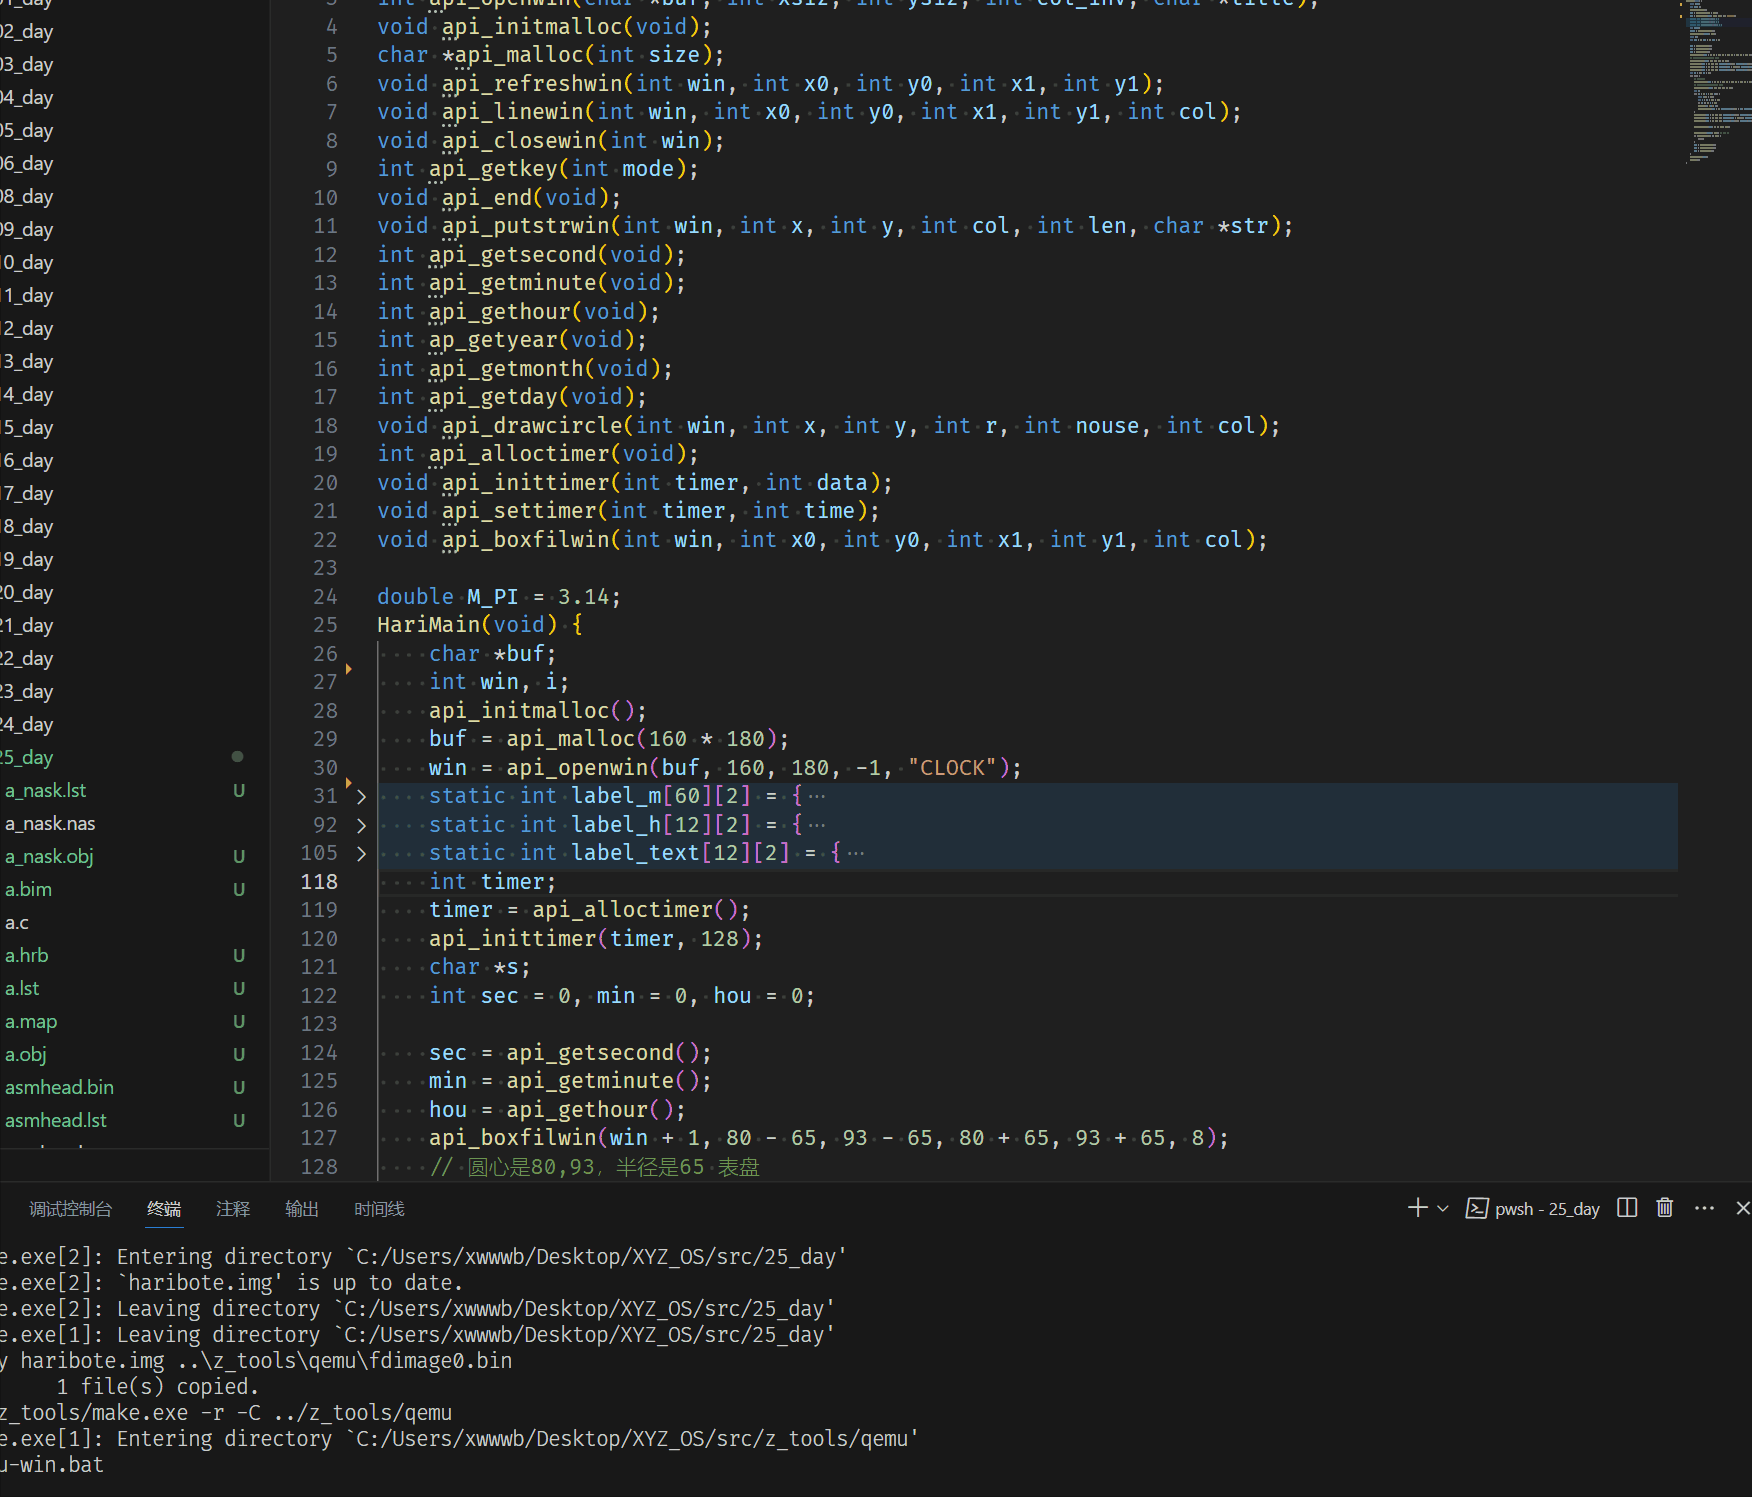 02_day
03_day
04_day
05_day
06_day
08_day
09_day
10_day
11_day
12_day
13_day
14_day
15_day
16_day
17_day
18_day
19_day
20_day
21_day
22_day
23_day
24_day
25_day
a_nask.lst U
a_nask.nas
a_nask.obj U
a.bim U
a.c
a.hrb U
a.lst U
a.map U
a.obj U
asmhead.bin U
asmhead.lst U
3 int api_openwin(char *buf, int xsiz, int ysiz, int col_inv, char *title);
4 void api_initmalloc(void);
5 char *api_malloc(int size);
6 void api_refreshwin(int win, int x0, int y0, int x1, int y1);
7 void api_linewin(int win, int x0, int y0, int x1, int y1, int col);
8 void api_closewin(int win);
9 int api_getkey(int mode);
10 void api_end(void);
11 void api_putstrwin(int win, int x, int y, int col, int len, char *str);
12 int api_getsecond(void);
13 int api_getminute(void);
14 int api_gethour(void);
15 int ap_getyear(void);
16 int api_getmonth(void);
17 int api_getday(void);
18 void api_drawcircle(int win, int x, int y, int r, int nouse, int col);
19 int api_alloctimer(void);
20 void api_inittimer(int timer, int data);
21 void api_settimer(int timer, int time);
22 void api_boxfilwin(int win, int x0, int y0, int x1, int y1, int col);
23
24 double M_PI = 3.14;
25 HariMain(void) {
26 char *buf;
27 int win, i;
28 api_initmalloc();
29 buf = api_malloc(160 * 180);
30 win = api_openwin(buf, 160, 180, -1, "CLOCK");
31 static int label_m[60][2] = {…
92 static int label_h[12][2] = {…
105 static int label_text[12][2] = {…
118 int timer;
119 timer = api_alloctimer();
120 api_inittimer(timer, 128);
121 char *s;
122 int sec = 0, min = 0, hou = 0;
123
124 sec = api_getsecond();
125 min = api_getminute();
126 hou = api_gethour();
127 api_boxfilwin(win + 1, 80 - 65, 93 - 65, 80 + 65, 93 + 65, 8);
128 // 圆心是80,93，半径是65 表盘
调试控制台 终端 注释 输出 时间线
pwsh - 25_day
e.exe[2]: Entering directory `C:/Users/xwwwb/Desktop/XYZ_OS/src/25_day'
e.exe[2]: `haribote.img' is up to date.
e.exe[2]: Leaving directory `C:/Users/xwwwb/Desktop/XYZ_OS/src/25_day'
e.exe[1]: Leaving directory `C:/Users/xwwwb/Desktop/XYZ_OS/src/25_day'
y haribote.img ..\z_tools\qemu\fdimage0.bin
1 file(s) copied.
z_tools/make.exe -r -C ../z_tools/qemu
e.exe[1]: Entering directory `C:/Users/xwwwb/Desktop/XYZ_OS/src/z_tools/qemu'
u-win.bat